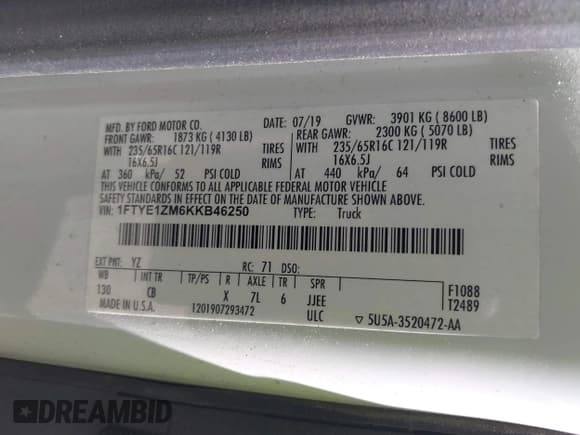 MFD. BY FORD MOTOR CO. 07/19 GVWR: 3901 KG ( 8600 LB)
FRONT GAWR: 1873 KG ( 4130 LB) REAR GAWR: 2300 KG ( 5070 LB)
WITH 235/65R16C 121/119R TIRES WITH 235/65R16C 121/119R TIRES
16X6.5J RIMS 16X6.5J RIMS
AT 360 kPa/ 52 PSI COLD AT 440 kPa/ 64 PSI COLD
THIS VEHICLE CONFORMS TO ALL APPLICABLE FEDERAL MOTOR VEHICLE
SAFETY STANDARDS IN EFFECT ON THE DATE OF MANUFACTURE SHOWN ABOVE.
VIN: 1FTYE1ZM6KKB46250 TYPE: Truck
EXT PNT: YZ RC: 71 DSO:
WB INT TR TP/PS R AXLE TR SPR F1088
130 CB X 7L 6 JJEE T2489
MADE IN U.S.A. 1201907293472 ULC ▽ 5U5A-3520472-AA
DREAMBID